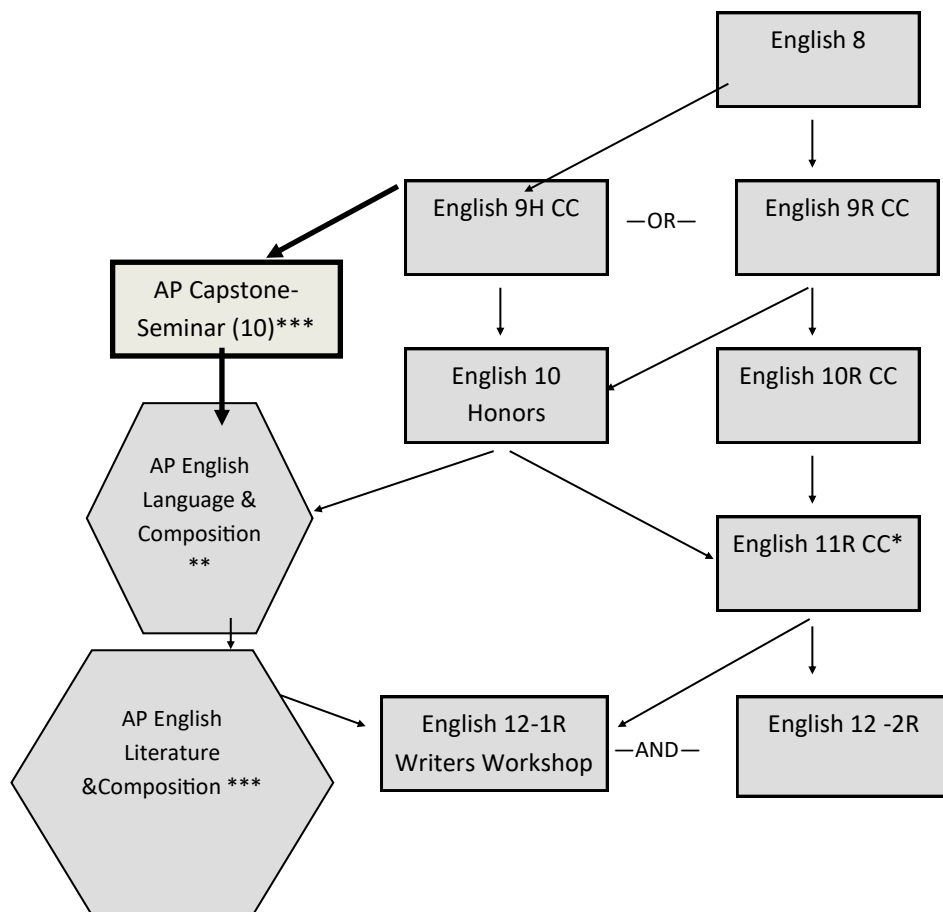 English 8
English 9H CC
—OR—
English 9R CC
AP Capstone-
Seminar (10)***
English 10
Honors
English 10R CC
AP English
Language &
Composition
**
English 11R CC*
AP English
Literature
&Composition ***
English 12-1R
Writers Workshop
—AND—
English 12 -2R